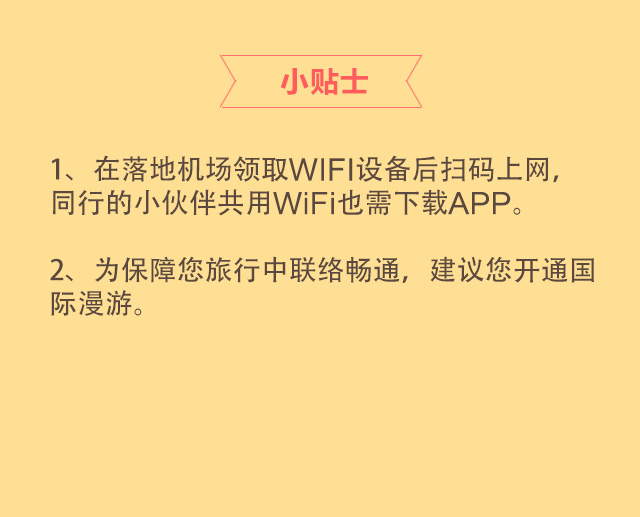 小贴士
1、在落地机场领取WIFI设备后扫码上网,
同行的小伙伴共用WiFi也需下载APP。
2、为保障您旅行中联络畅通，建议您开通国
际漫游。